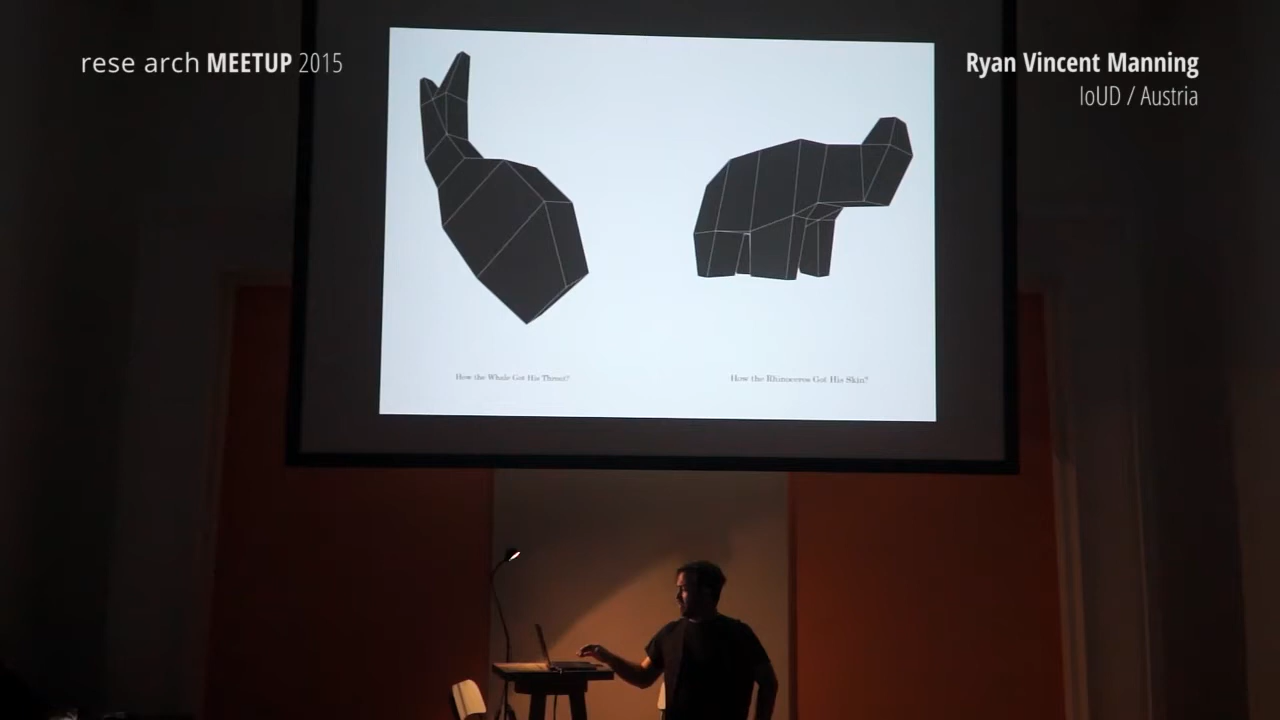 rese arch MEETUP 2015
Ryan Vincent Manning
IoUD / Austria
How the Whale Got His Throat?
How the Rhinoceros Got His Skin?